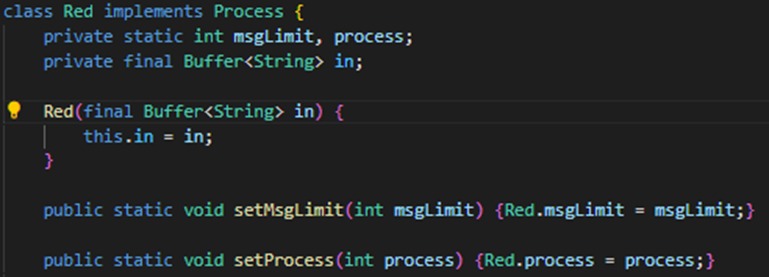 class Red implements Process {
    private static int msgLimit, process;
    private final Buffer<String> in;
    Red(final Buffer<String> in) {
        this.in = in;
    }
    public static void setMsgLimit(int msgLimit) {Red.msgLimit = msgLimit;}
    public static void setProcess(int process) {Red.process = process;}